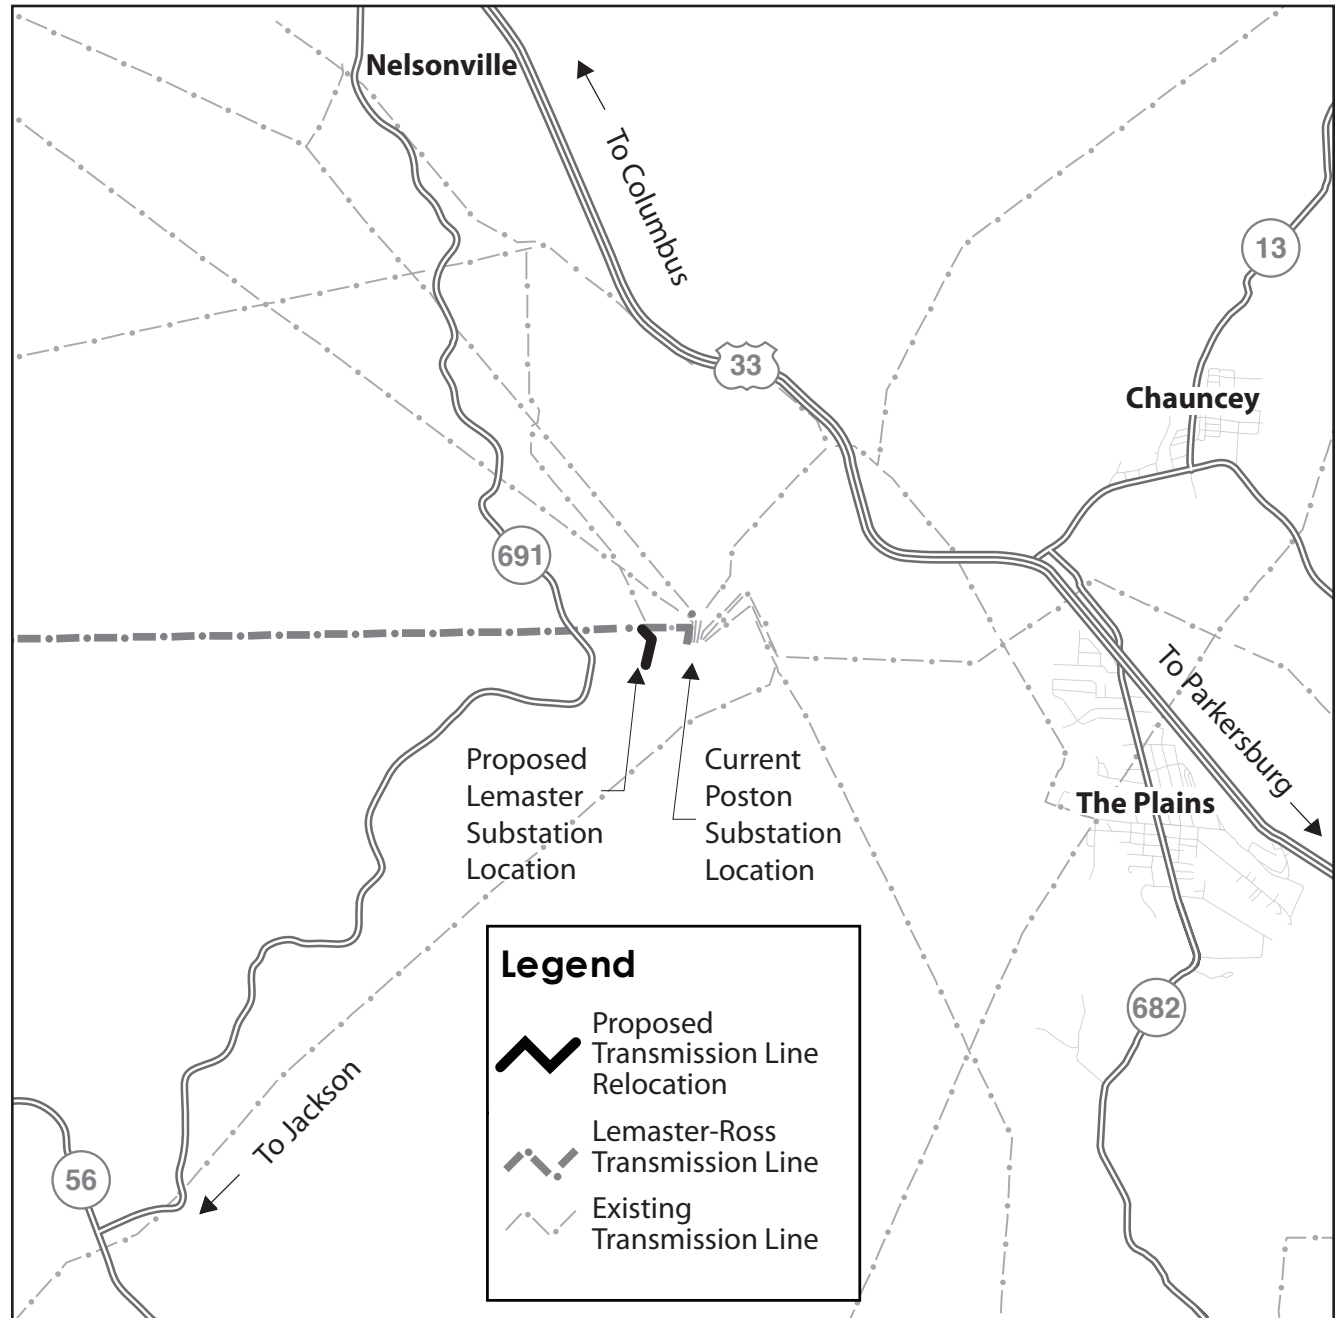 Nelsonville
To Columbus
13
33
Chauncey
691
To Parkersburg
Proposed
Lemaster
Substation
Location
Current
Poston
Substation
Location
The Plains
Legend
Proposed
Transmission Line
Relocation
Lemaster-Ross
Transmission Line
Existing
Transmission Line
682
To Jackson
56